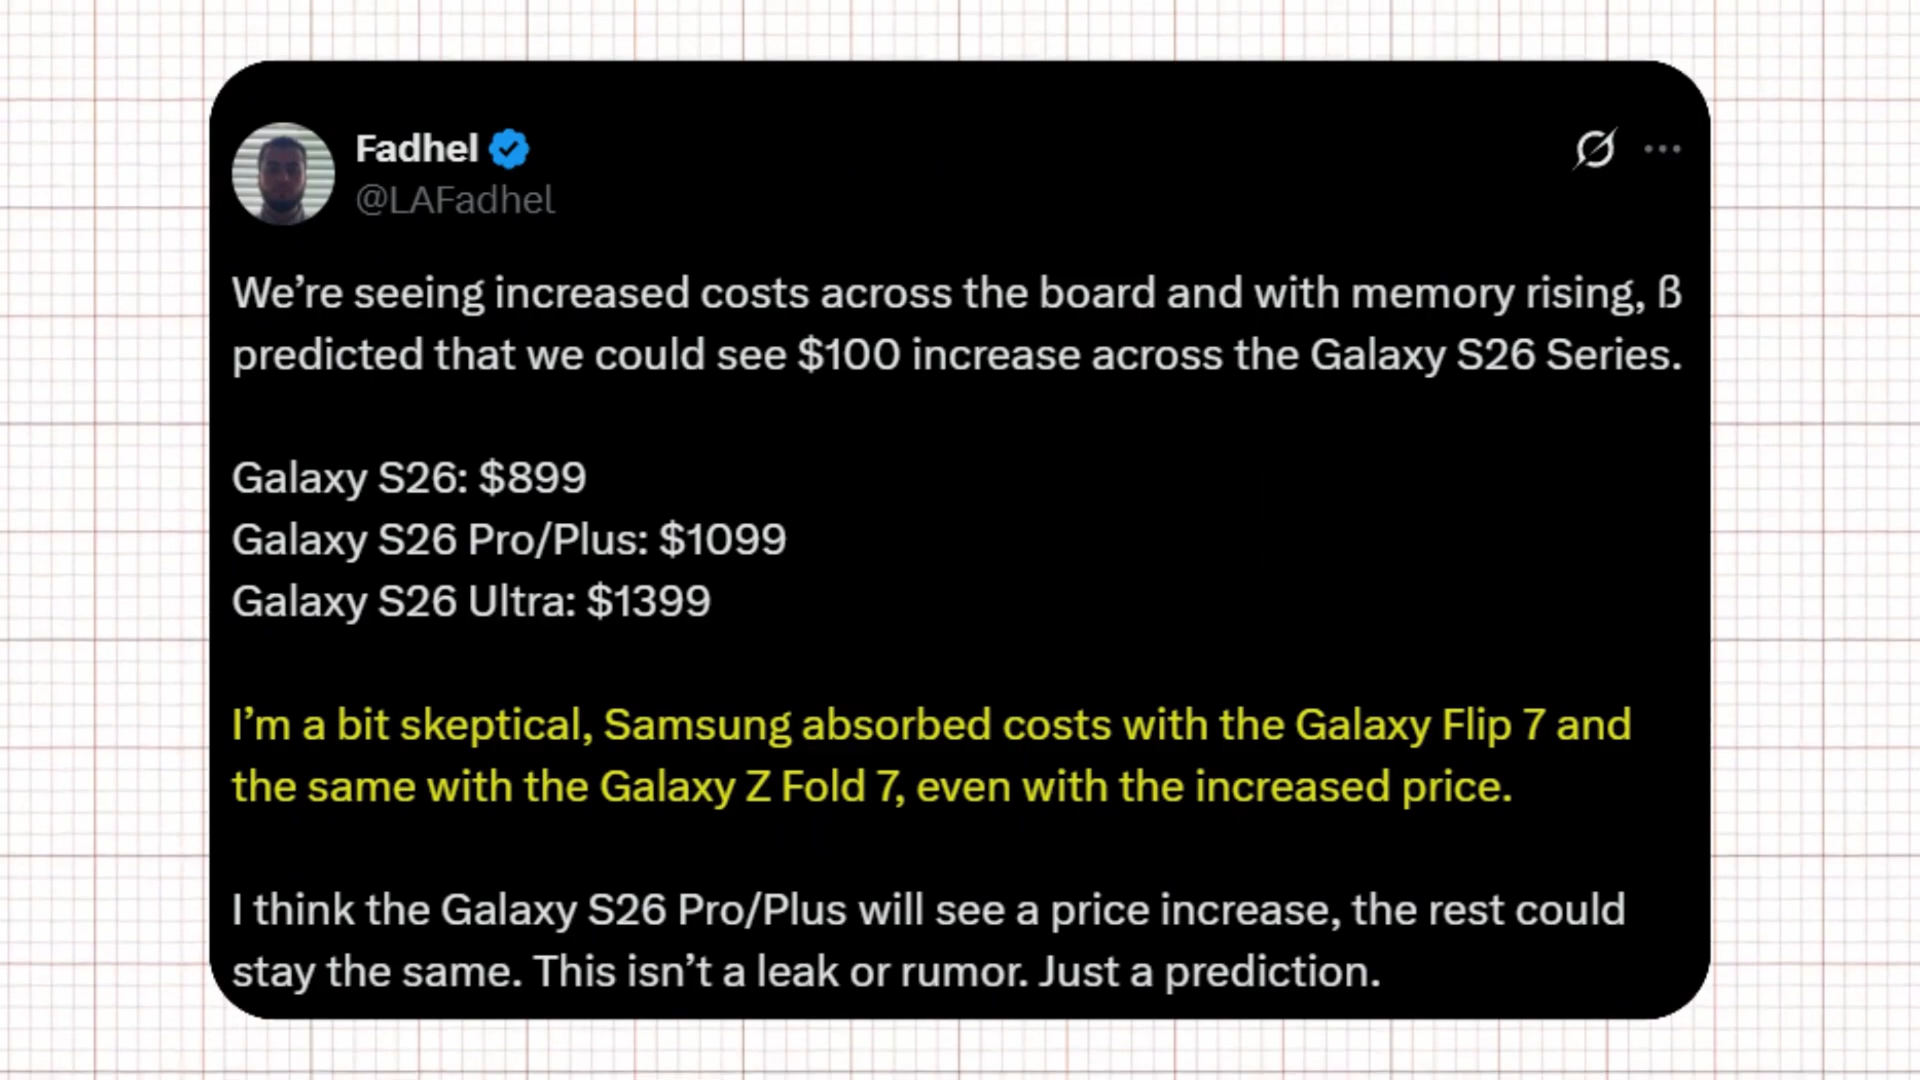 Fadhel
@LAFadhel
We’re seeing increased costs across the board and with memory rising, ß
predicted that we could see $100 increase across the Galaxy S26 Series.
Galaxy S26: $899
Galaxy S26 Pro/Plus: $1099
Galaxy S26 Ultra: $1399
I’m a bit skeptical, Samsung absorbed costs with the Galaxy Flip 7 and
the same with the Galaxy Z Fold 7, even with the increased price.
I think the Galaxy S26 Pro/Plus will see a price increase, the rest could
stay the same. This isn’t a leak or rumor. Just a prediction.